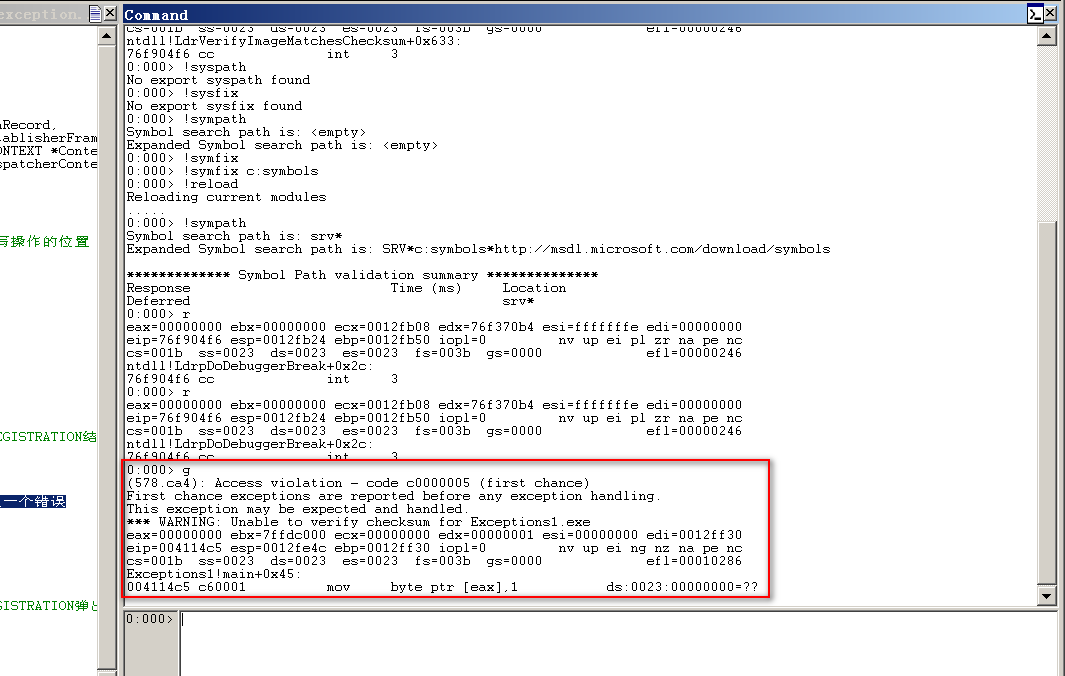 exception.
Command
aRecord,
tablisherFram
ONTEXT *Conte
spatcherConte
写操作的位置
EGISTRATION结
一个错误
GISTRATION弹出
cs=001b  ss=0023  ds=0023  es=0023  fs=003b  gs=0000             efl=00000246
ntdll!LdrVerifyImageMatchesChecksum+0x633:
76f904f6 cc              int     3
0:000> !syspath
No export syspath found
0:000> !sysfix
No export sysfix found
0:000> !sympath
Symbol search path is: <empty>
Expanded Symbol search path is: <empty>
0:000> !symfix
0:000> !symfix c:symbols
0:000> !reload
Reloading current modules
.....
0:000> !sympath
Symbol search path is: srv*
Expanded Symbol search path is: SRV*c:symbols*http://msdl.microsoft.com/download/symbols
************* Symbol Path validation summary **************
Response                         Time (ms)     Location
Deferred                                       srv*
0:000> r
eax=00000000 ebx=00000000 ecx=0012fb08 edx=76f370b4 esi=fffffffe edi=00000000
eip=76f904f6 esp=0012fb24 ebp=0012fb50 iopl=0         nv up ei pl zr na pe nc
cs=001b  ss=0023  ds=0023  es=0023  fs=003b  gs=0000             efl=00000246
ntdll!LdrpDoDebuggerBreak+0x2c:
76f904f6 cc              int     3
0:000> r
eax=00000000 ebx=00000000 ecx=0012fb08 edx=76f370b4 esi=fffffffe edi=00000000
eip=76f904f6 esp=0012fb24 ebp=0012fb50 iopl=0         nv up ei pl zr na pe nc
cs=001b  ss=0023  ds=0023  es=0023  fs=003b  gs=0000             efl=00000246
ntdll!LdrpDoDebuggerBreak+0x2c:
76f904f6 cc              int     3
0:000> g
(578.ca4): Access violation - code c0000005 (first chance)
First chance exceptions are reported before any exception handling.
This exception may be expected and handled.
*** WARNING: Unable to verify checksum for Exceptions1.exe
eax=00000000 ebx=7ffdc000 ecx=00000000 edx=00000001 esi=00000000 edi=0012ff30
eip=004114c5 esp=0012fe4c ebp=0012ff30 iopl=0         nv up ei ng nz na pe nc
cs=001b  ss=0023  ds=0023  es=0023  fs=003b  gs=0000             efl=00010286
Exceptions1!main+0x45:
004114c5 c60001          mov     byte ptr [eax],1           ds:0023:00000000=??
0:000>